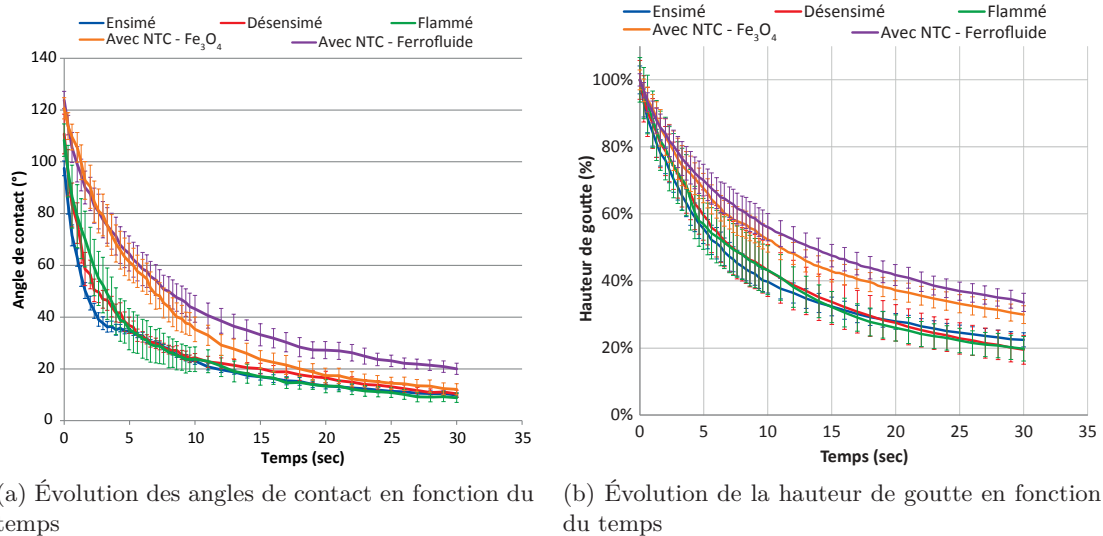 Ensimé Désensimé Flammé
Avec NTC - Fe₃O₄ Avec NTC - Ferrofluide
Angle de contact (°)
140
120
100
80
60
40
20
0
0 5 10 15 20 25 30 35
Temps (sec)
(a) Évolution des angles de contact en fonction du
temps
Ensimé Désensimé Flammé
Avec NTC - Fe₃O₄ Avec NTC - Ferrofluide
Hauteur de goutte (%)
100%
80%
60%
40%
20%
0%
0 5 10 15 20 25 30 35
Temps (sec)
(b) Évolution de la hauteur de goutte en fonction
du temps